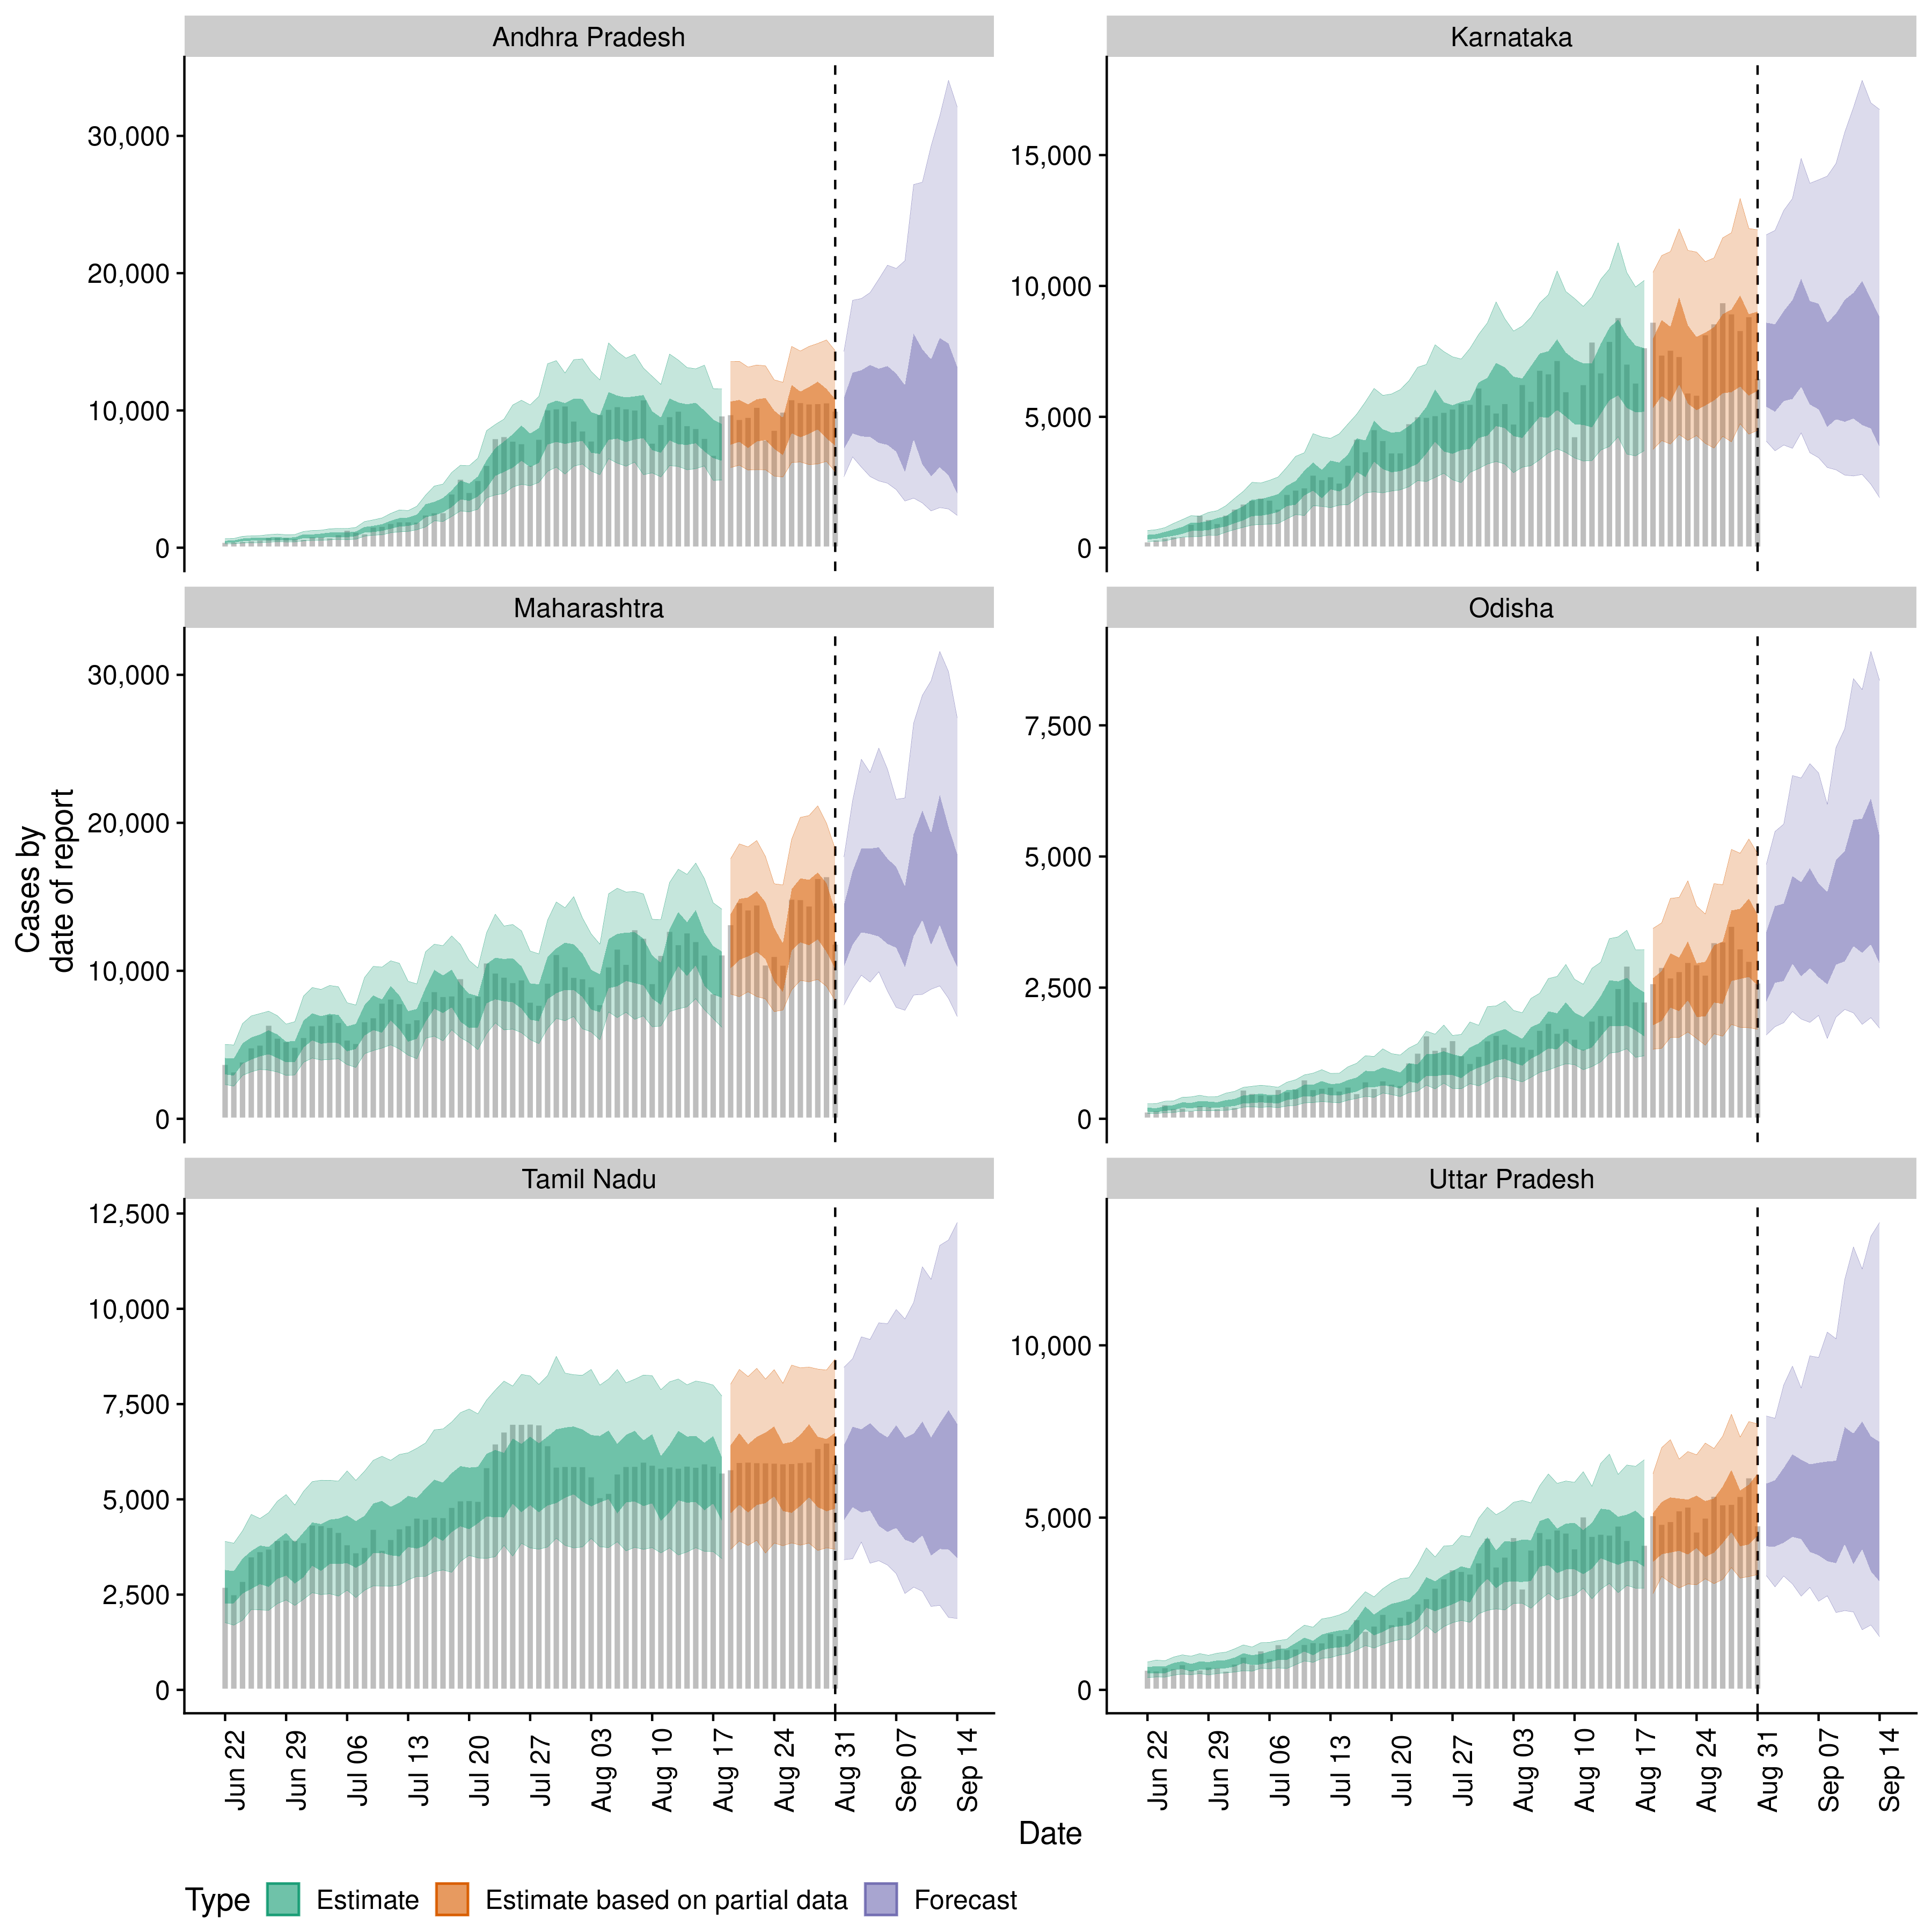 Andhra Pradesh
Karnataka
30,000
20,000
10,000
0
15,000
10,000
5,000
0
Maharashtra
Odisha
30,000
20,000
10,000
0
7,500
5,000
2,500
0
Cases by
date of report
Tamil Nadu
Uttar Pradesh
12,500
10,000
7,500
5,000
2,500
0
10,000
5,000
0
Jun 22
Jun 29
Jul 06
Jul 13
Jul 20
Jul 27
Aug 03
Aug 10
Aug 17
Aug 24
Aug 31
Sep 07
Sep 14
Jun 22
Jun 29
Jul 06
Jul 13
Jul 20
Jul 27
Aug 03
Aug 10
Aug 17
Aug 24
Aug 31
Sep 07
Sep 14
Date
Type Estimate Estimate based on partial data Forecast